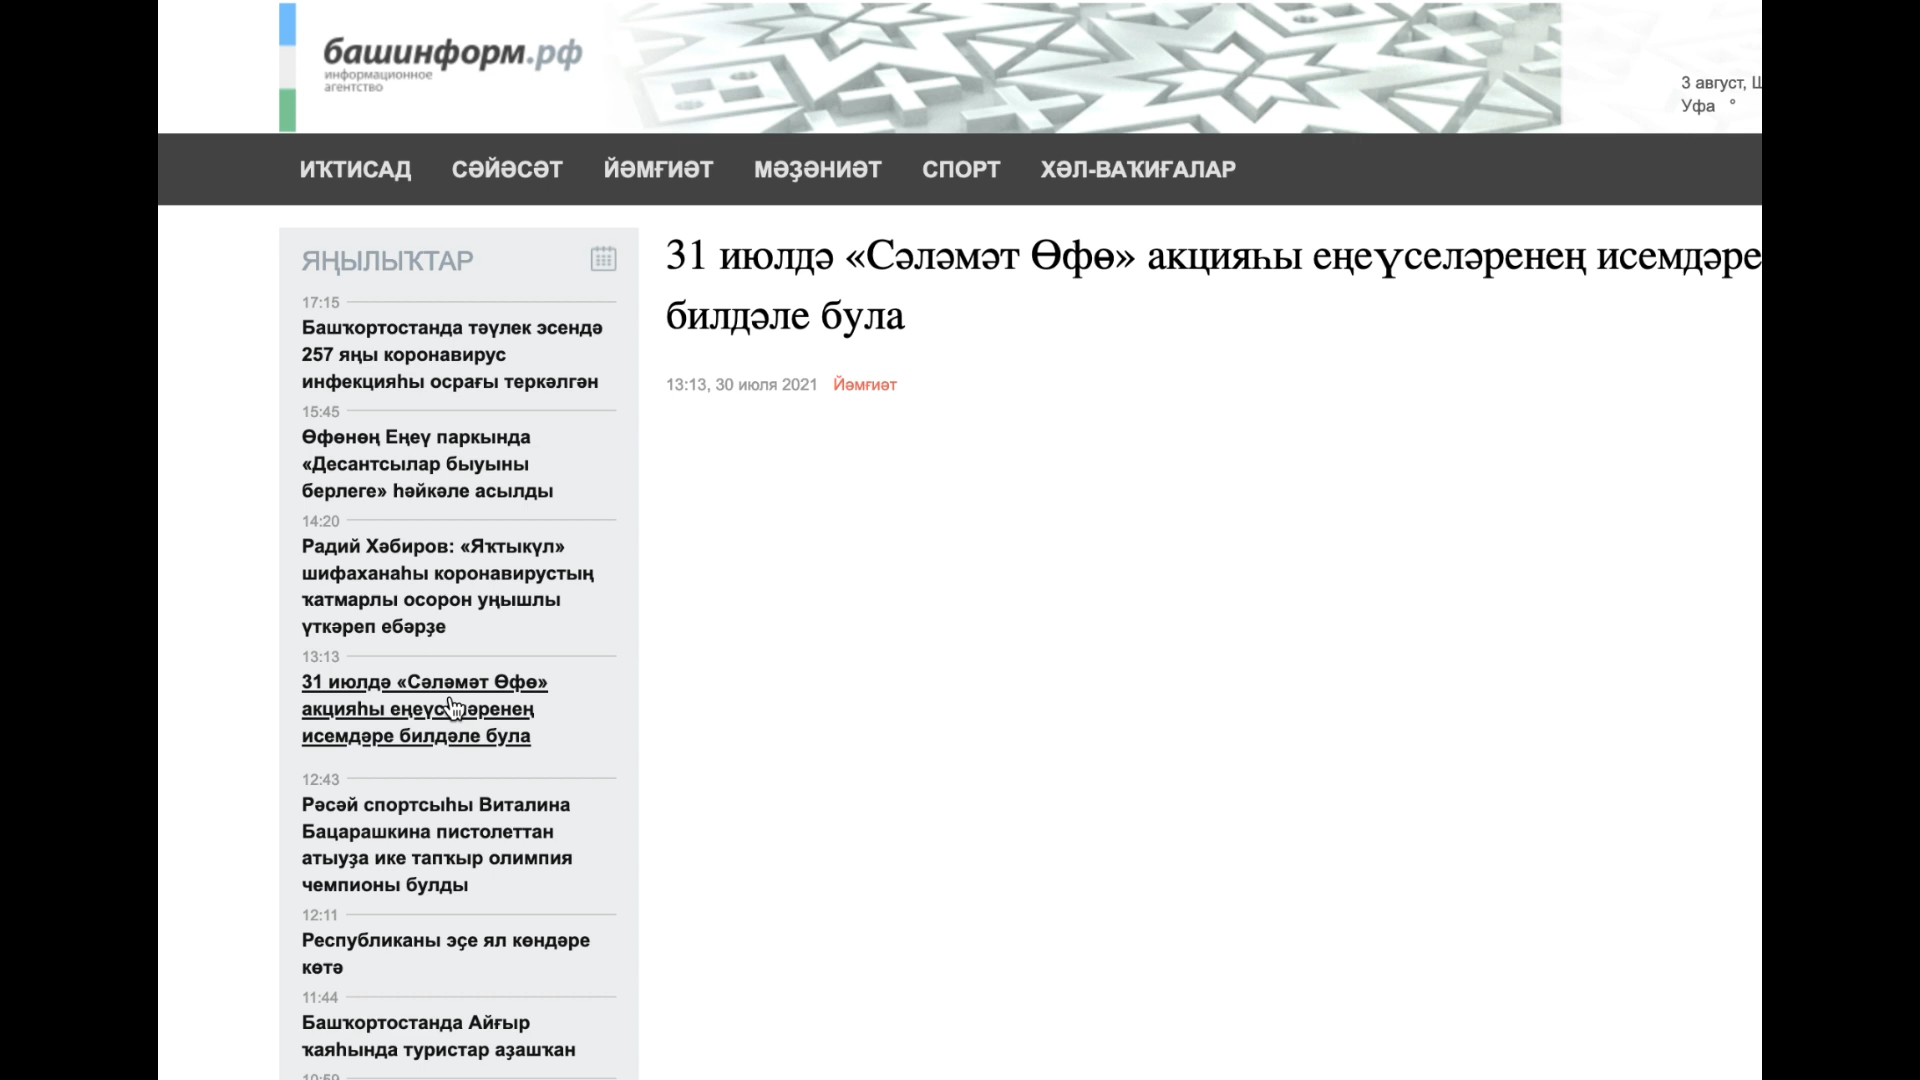 башинформ.рф
информационное
агентство
3 август,
Уфа °
ИҠТИСАД СӘЙӘСӘТ ЙӘМҒИӘТ МӘҘӘНИӘТ СПОРТ ХӘЛ-ВАҠИҒАЛАР
ЯҢЫЛЫҠТАР
17:15
Башҡортостанда тәүлек эсендә
257 яңы коронавирус
инфекцияһы осрағы теркәлгән
15:45
Өфөнөң Еңеү паркында
«Десантсылар быуыны
берлеге» һәйкәле асылды
14:20
Радий Хәбиров: «Яҡтыкүл»
шифаханаһы коронавирустың
ҡатмарлы осорон уңышлы
үткәреп ебәрҙе
13:13
31 июлдә «Сәләмәт Өфө»
акцияһы еңеүселәренең
исемдәре билдәле була
12:43
Рәсәй спортсыһы Виталина
Бацарашкина пистолеттан
атыуҙа ике тапҡыр олимпия
чемпионы булды
12:11
Республиканы эҫе ял көндәре
көтә
11:44
Башҡортостанда Айғыр
ҡаяһында туристар аҙашҡан
10:59
31 июлдә «Сәләмәт Өфө» акцияһы еңеүселәренең исемдәре
билдәле була
13:13, 30 июля 2021 Йәмғиәт